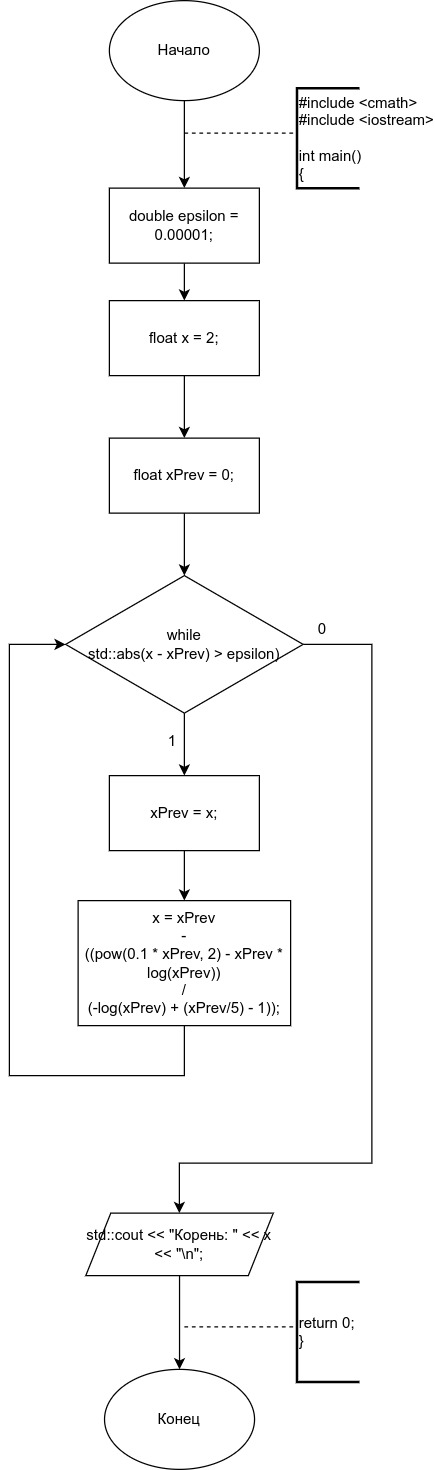 Начало
#include <cmath>
#include <iostream>
int main()
{
double epsilon =
0.00001;
float x = 2;
float xPrev = 0;
while
std::abs(x - xPrev) > epsilon)
0
1
xPrev = x;
x = xPrev
-
((pow(0.1 * xPrev, 2) - xPrev *
log(xPrev))
/
(-log(xPrev) + (xPrev/5) - 1));
std::cout << "Корень: " << x
<< "\n";
return 0;
}
Конец